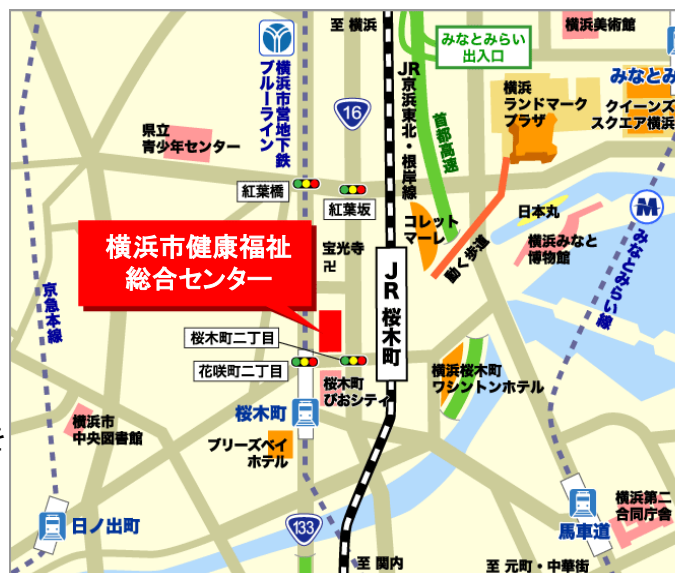 至 横浜
みなとみらい
出入口
横浜美術館
みなとみ
横浜市営地下鉄
ブルーライン
16
JR京浜東北・根岸線
首都高速
横浜
ランドマーク
プラザ
クイーンズ
スクエア横浜
県立
青少年センター
紅葉橋
紅葉坂
コレット
マーレ
動く歩道
日本丸
横浜みなと
博物館
M
みなとみらい線
横浜市健康福祉
総合センター
宝光寺
卍
JR 桜木町
京急本線
桜木町二丁目
花咲町二丁目
桜木町
ぴおシティ
横浜桜木町
ワシントンホテル
桜木町
横浜市
中央図書館
ブリーズベイ
ホテル
日ノ出町
133
馬車道
横浜第二
合同庁舎
至 関内
至 元町・中華街